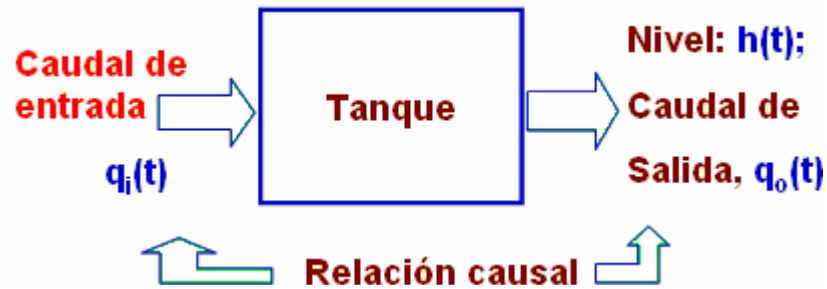 Caudal de
entrada
qi(t)
Tanque
Nivel: h(t);
Caudal de
Salida, qo(t)
Relación causal